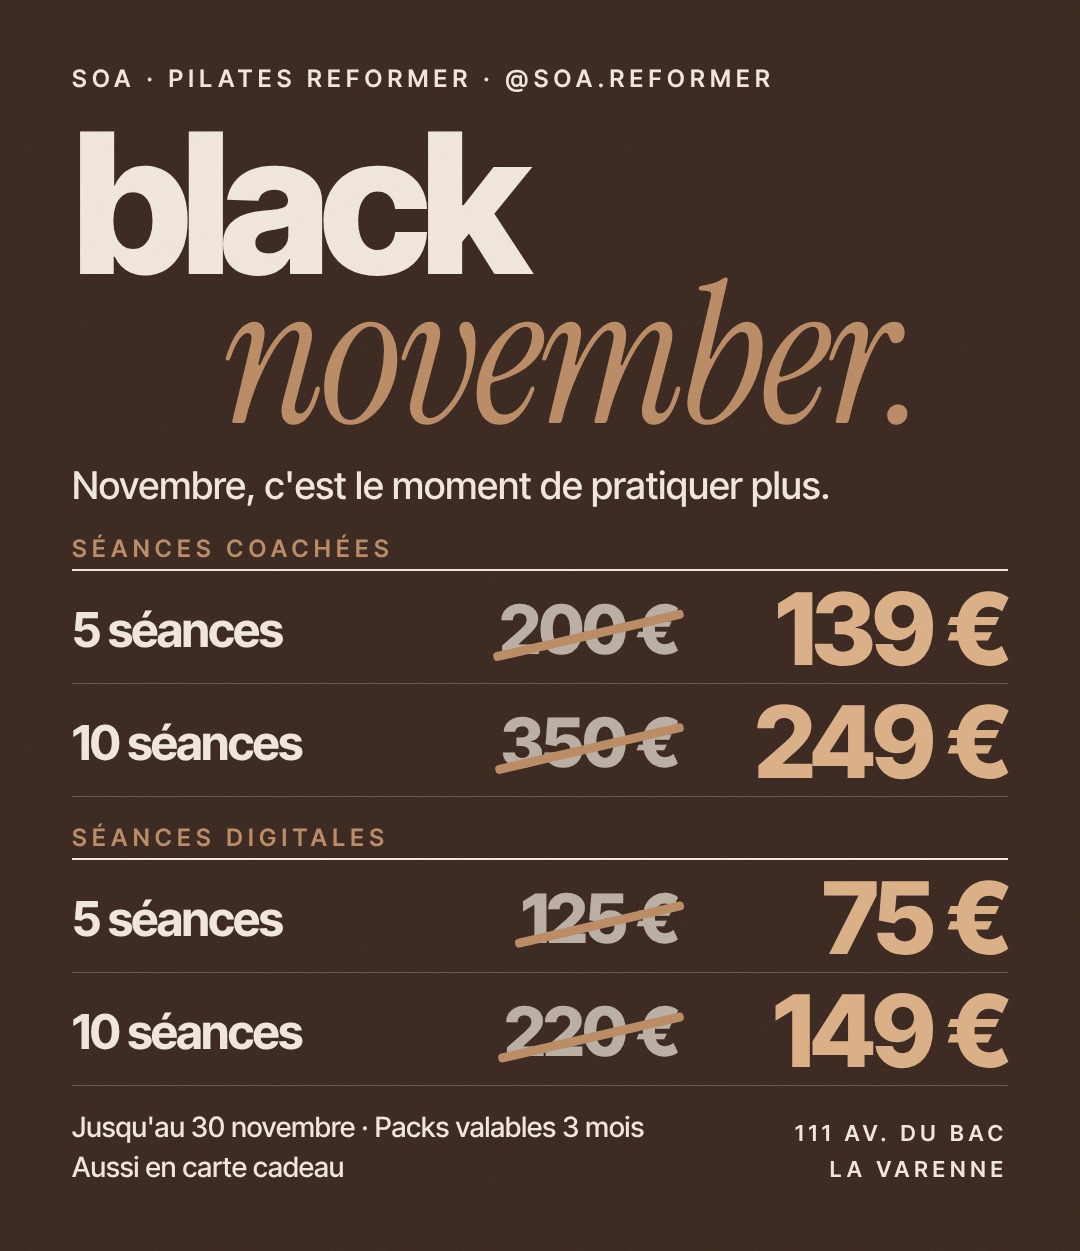 SOA · PILATES REFORMER · @SOA.REFORMER
black
november.
Novembre, c'est le moment de pratiquer plus.
SÉANCES COACHÉES
5 séances 200 € 139 €
10 séances 350 € 249 €
SÉANCES DIGITALES
5 séances 125 € 75 €
10 séances 220 € 149 €
Jusqu'au 30 novembre · Packs valables 3 mois
Aussi en carte cadeau
111 AV. DU BAC
LA VARENNE